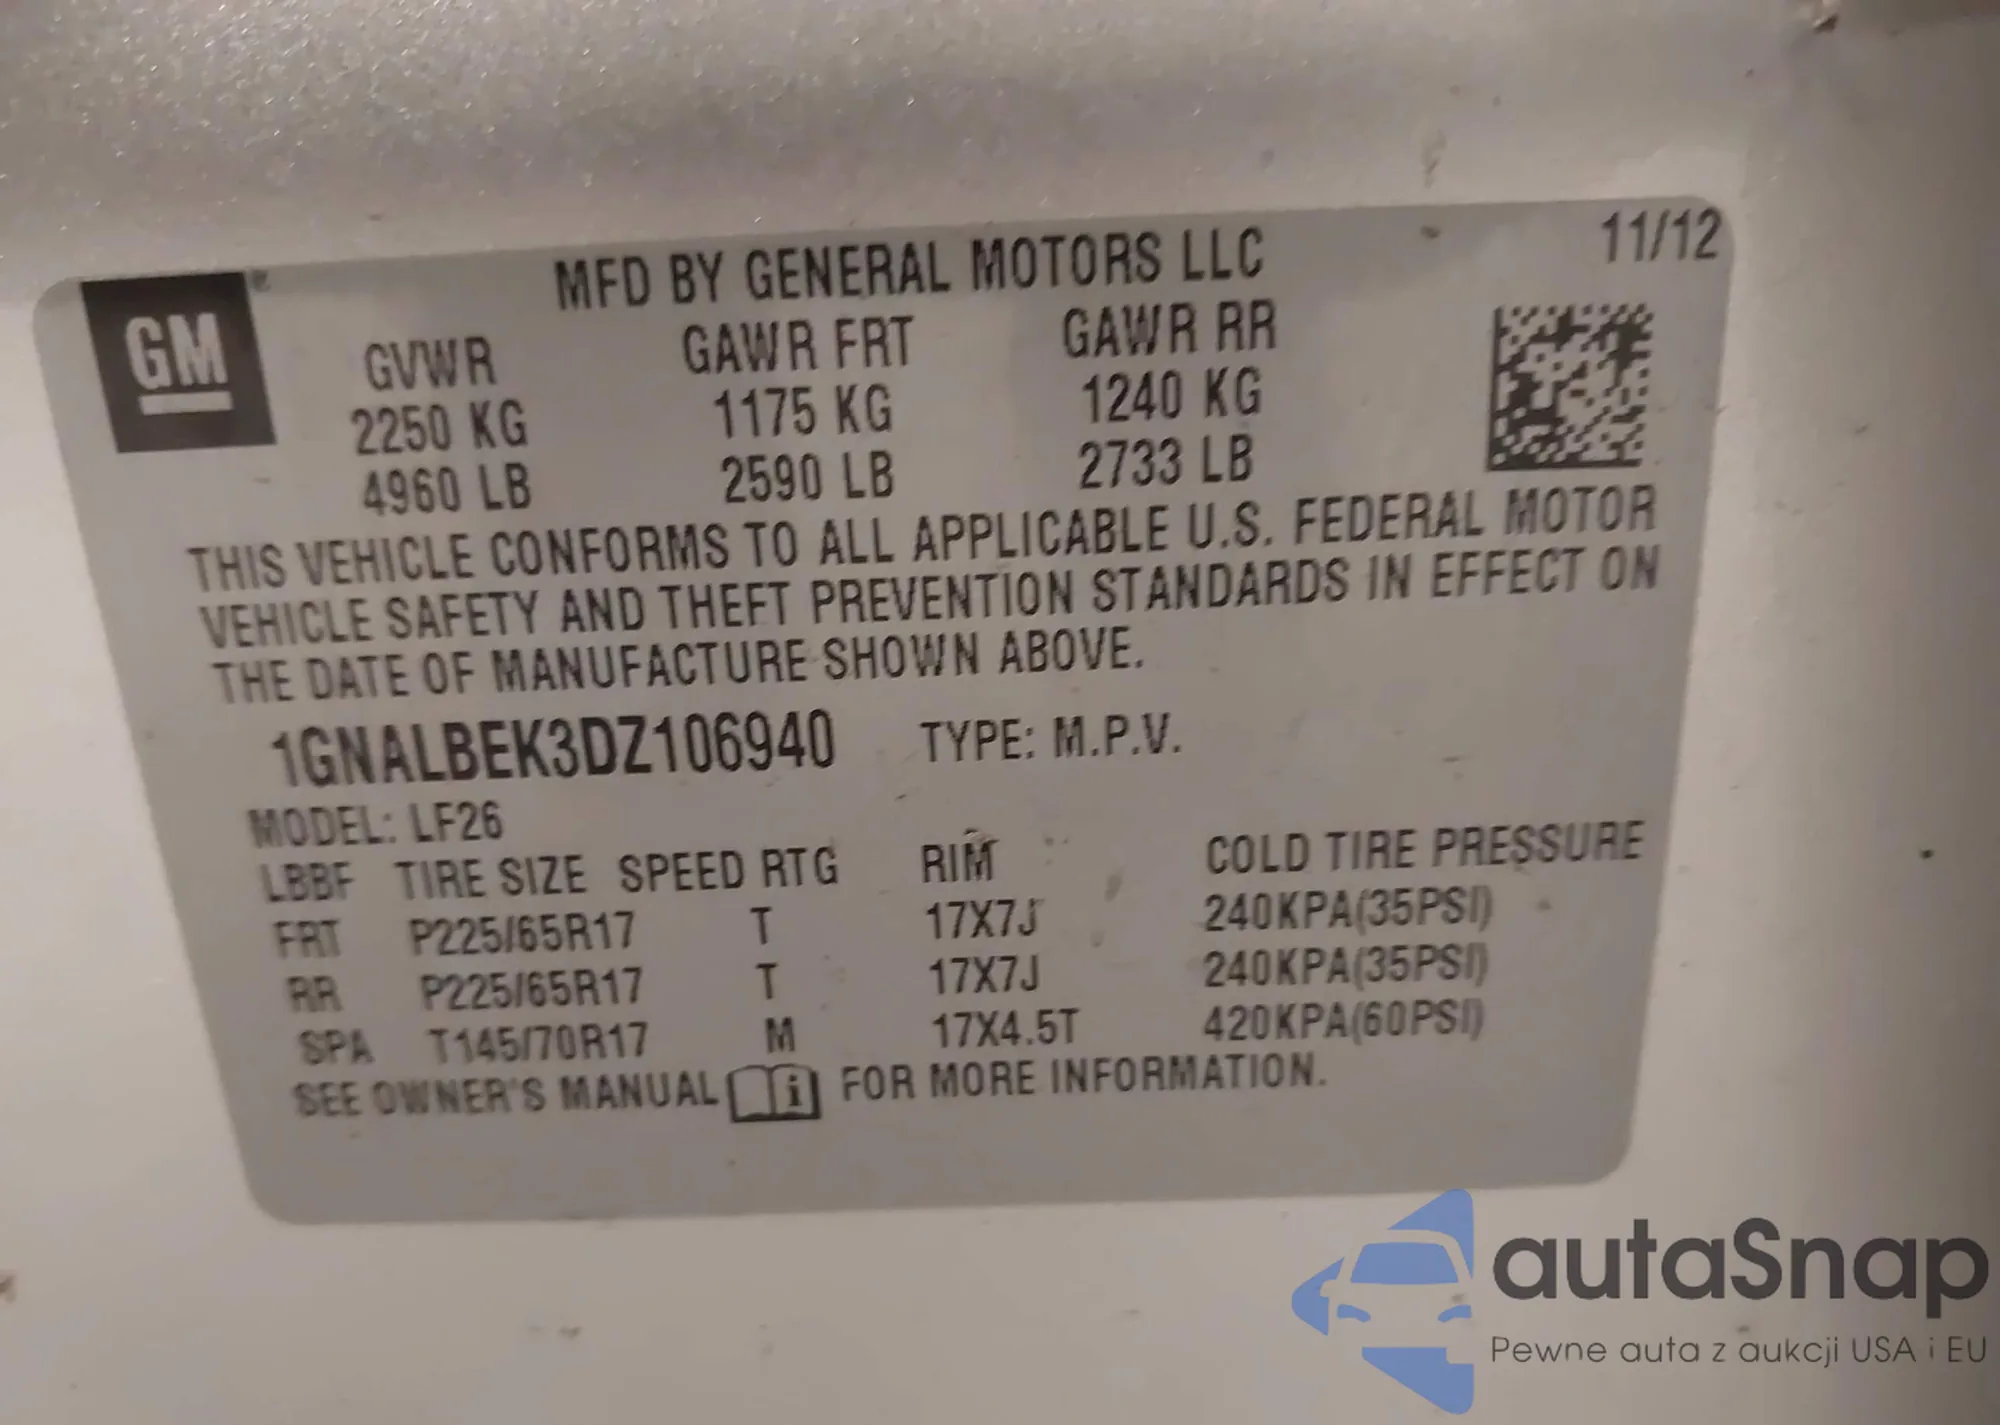 11/12
GM
MFD BY GENERAL MOTORS LLC
GVWR GAWR FRT GAWR RR
2250 KG 1175 KG 1240 KG
4960 LB 2590 LB 2733 LB
THIS VEHICLE CONFORMS TO ALL APPLICABLE U.S. FEDERAL MOTOR
VEHICLE SAFETY AND THEFT PREVENTION STANDARDS IN EFFECT ON
THE DATE OF MANUFACTURE SHOWN ABOVE.
1GNALBEK3DZ106940 TYPE: M.P.V.
MODEL: LF26
LBBF TIRE SIZE SPEED RTG RIM COLD TIRE PRESSURE
FRT P225/65R17 T 17X7J 240KPA(35PSI)
RR P225/65R17 T 17X7J 240KPA(35PSI)
SPA T145/70R17 M 17X4.5T 420KPA(60PSI)
SEE OWNER'S MANUAL i FOR MORE INFORMATION.
autaSnap
Pewne auta z aukcji USA i EU